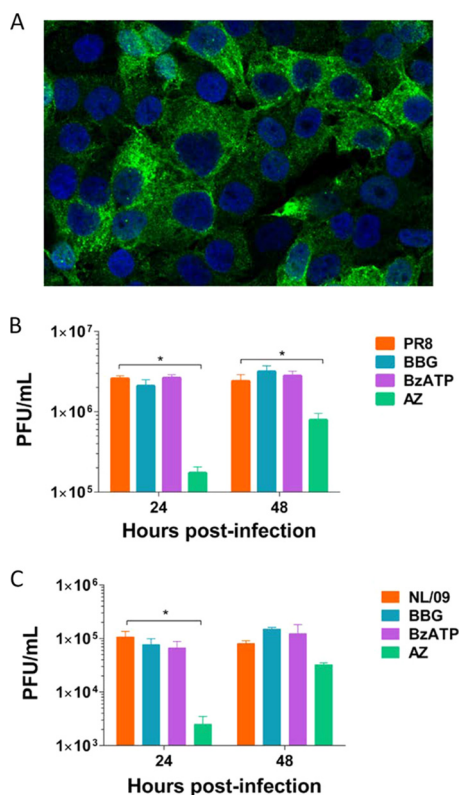 A
B
1×10⁷
1×10⁶
1×10⁵
PFU/mL
*
*
24
48
Hours post-infection
PR8
BBG
BzATP
AZ
C
1×10⁶
1×10⁵
1×10⁴
1×10³
PFU/mL
*
24
48
Hours post-infection
NL/09
BBG
BzATP
AZ